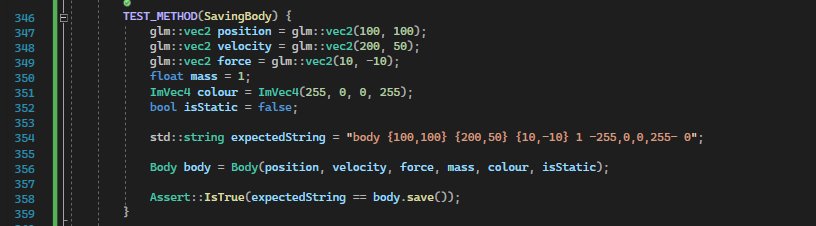 346 TEST_METHOD(SavingBody) {
347 glm::vec2 position = glm::vec2(100, 100);
348 glm::vec2 velocity = glm::vec2(200, 50);
349 glm::vec2 force = glm::vec2(10, -10);
350 float mass = 1;
351 ImVec4 colour = ImVec4(255, 0, 0, 255);
352 bool isStatic = false;
353
354 std::string expectedString = "body {100,100} {200,50} {10,-10} 1 -255,0,0,255- 0";
355
356 Body body = Body(position, velocity, force, mass, colour, isStatic);
357
358 Assert::IsTrue(expectedString == body.save());
359 }